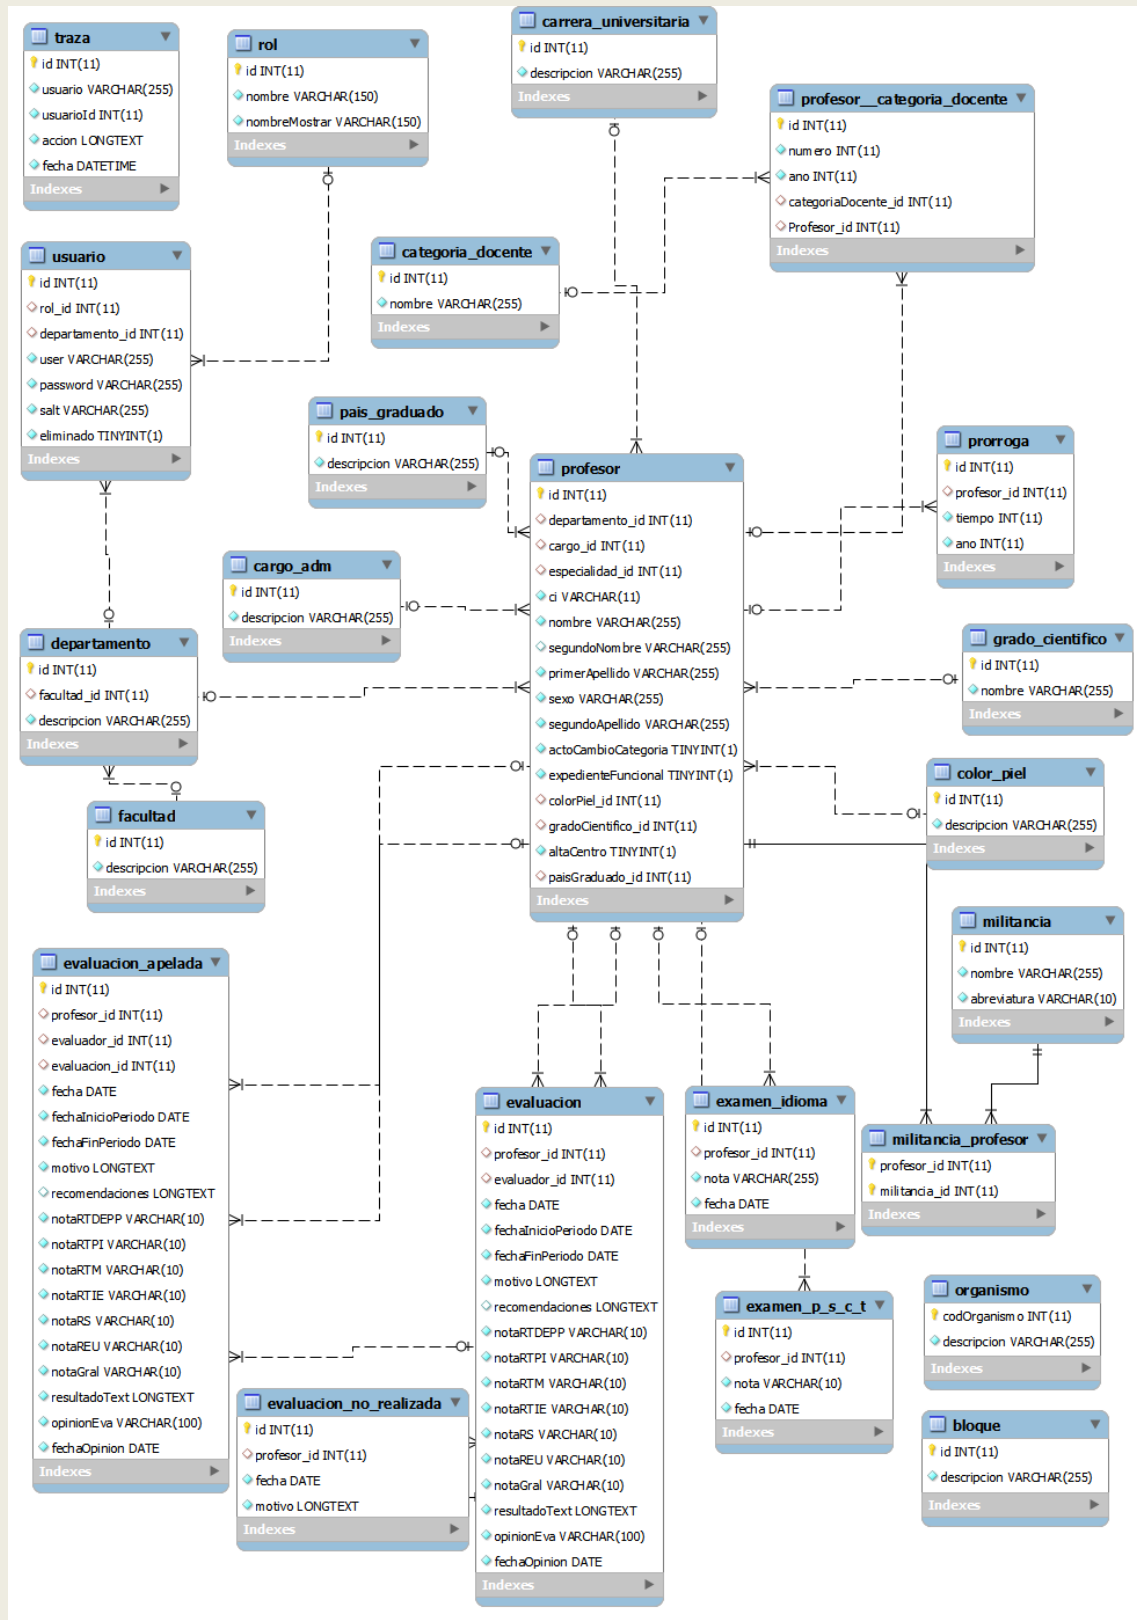 traza
id INT(11)
usuario VARCHAR(255)
usuarioId INT(11)
accion LONGTEXT
fecha DATETIME
Indexes
rol
id INT(11)
nombre VARCHAR(150)
nombreMostrar VARCHAR(150)
Indexes
carrera_universitaria
id INT(11)
descripcion VARCHAR(255)
Indexes
profesor__categoria_docente
id INT(11)
numero INT(11)
ano INT(11)
categoriaDocente_id INT(11)
Profesor_id INT(11)
Indexes
usuario
id INT(11)
rol_id INT(11)
departamento_id INT(11)
user VARCHAR(255)
password VARCHAR(255)
salt VARCHAR(255)
eliminado TINYINT(1)
Indexes
categoria_docente
id INT(11)
nombre VARCHAR(255)
Indexes
pais_graduado
id INT(11)
descripcion VARCHAR(255)
Indexes
profesor
id INT(11)
departamento_id INT(11)
cargo_id INT(11)
especialidad_id INT(11)
ci VARCHAR(11)
nombre VARCHAR(255)
segundoNombre VARCHAR(255)
primerApellido VARCHAR(255)
sexo VARCHAR(255)
segundoApellido VARCHAR(255)
actoCambioCategoria TINYINT(1)
expedienteFuncional TINYINT(1)
colorPiel_id INT(11)
gradoCientifico_id INT(11)
altaCentro TINYINT(1)
paisGraduado_id INT(11)
Indexes
prorroga
id INT(11)
profesor_id INT(11)
tiempo INT(11)
ano INT(11)
Indexes
cargo_adm
id INT(11)
descripcion VARCHAR(255)
Indexes
departamento
id INT(11)
facultad_id INT(11)
descripcion VARCHAR(255)
Indexes
grado_cientifico
id INT(11)
nombre VARCHAR(255)
Indexes
facultad
id INT(11)
descripcion VARCHAR(255)
Indexes
color_piel
id INT(11)
descripcion VARCHAR(255)
Indexes
militancia
id INT(11)
nombre VARCHAR(255)
abreviatura VARCHAR(10)
Indexes
evaluacion_apelada
id INT(11)
profesor_id INT(11)
evaluador_id INT(11)
evaluacion_id INT(11)
fecha DATE
fechaInicioPeriodo DATE
fechaFinPeriodo DATE
motivo LONGTEXT
recomendaciones LONGTEXT
notaRTDEPP VARCHAR(10)
notaRTPI VARCHAR(10)
notaRTM VARCHAR(10)
notaRTIE VARCHAR(10)
notaRS VARCHAR(10)
notaREU VARCHAR(10)
notaGral VARCHAR(10)
resultadoText LONGTEXT
opinionEva VARCHAR(100)
fechaOpinion DATE
Indexes
evaluacion
id INT(11)
profesor_id INT(11)
evaluador_id INT(11)
fecha DATE
fechaInicioPeriodo DATE
fechaFinPeriodo DATE
motivo LONGTEXT
recomendaciones LONGTEXT
notaRTDEPP VARCHAR(10)
notaRTPI VARCHAR(10)
notaRTM VARCHAR(10)
notaRTIE VARCHAR(10)
notaRS VARCHAR(10)
notaREU VARCHAR(10)
notaGral VARCHAR(10)
resultadoText LONGTEXT
opinionEva VARCHAR(100)
fechaOpinion DATE
Indexes
examen_idioma
id INT(11)
profesor_id INT(11)
nota VARCHAR(255)
fecha DATE
Indexes
militancia_profesor
profesor_id INT(11)
militancia_id INT(11)
Indexes
examen_p_s_c_t
id INT(11)
profesor_id INT(11)
nota VARCHAR(10)
fecha DATE
Indexes
organismo
codOrganismo INT(11)
descripcion VARCHAR(255)
Indexes
evaluacion_no_realizada
id INT(11)
profesor_id INT(11)
fecha DATE
motivo LONGTEXT
Indexes
bloque
id INT(11)
descripcion VARCHAR(255)
Indexes